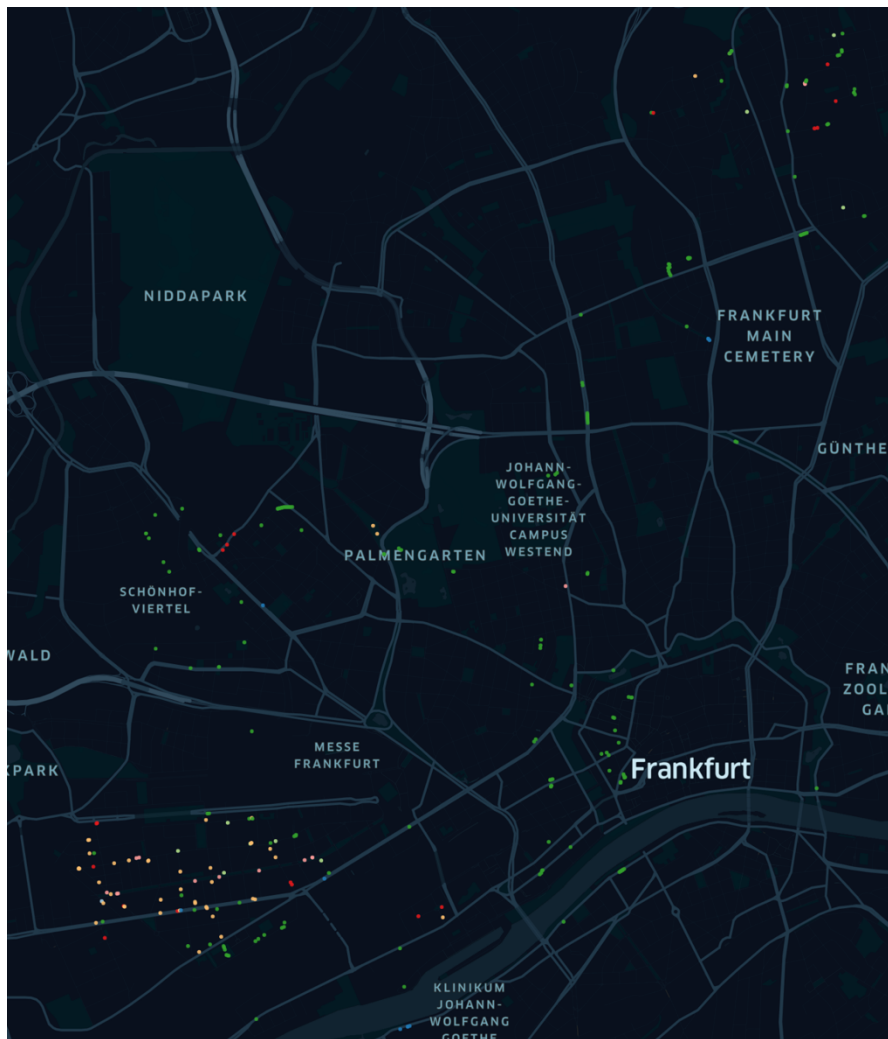 NIDDAPARK
FRANKFURT
MAIN
CEMETERY
GÜNTHE
JOHANN-
WOLFGANG-
GOETHE-
UNIVERSITÄT
CAMPUS
WESTEND
PALMENGARTEN
SCHÖNHOF-
VIERTEL
WALD
FRAN
ZOOL
GA
MESSE
FRANKFURT
KPARK
Frankfurt
KLINIKUM
JOHANN-
WOLFGANG
GOETHE